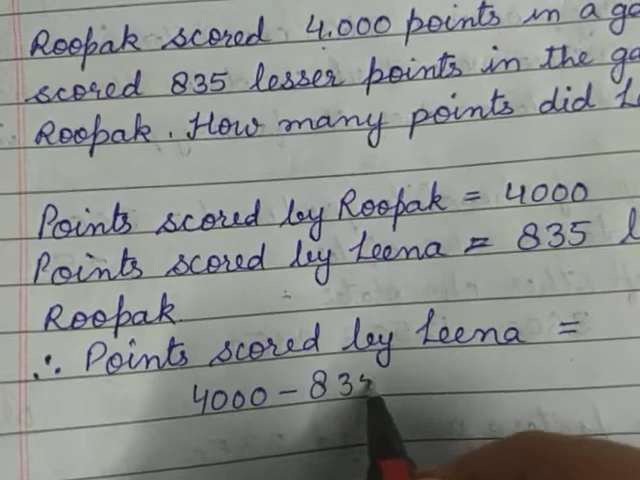 Roopak scored 4,000 points in a
scored 835 lesser points in the
Roopak. How many points did
Points scored by Roopak = 4000
Points scored by Leena = 835
Roopak
∴ Points scored by Leena =
4000 - 83